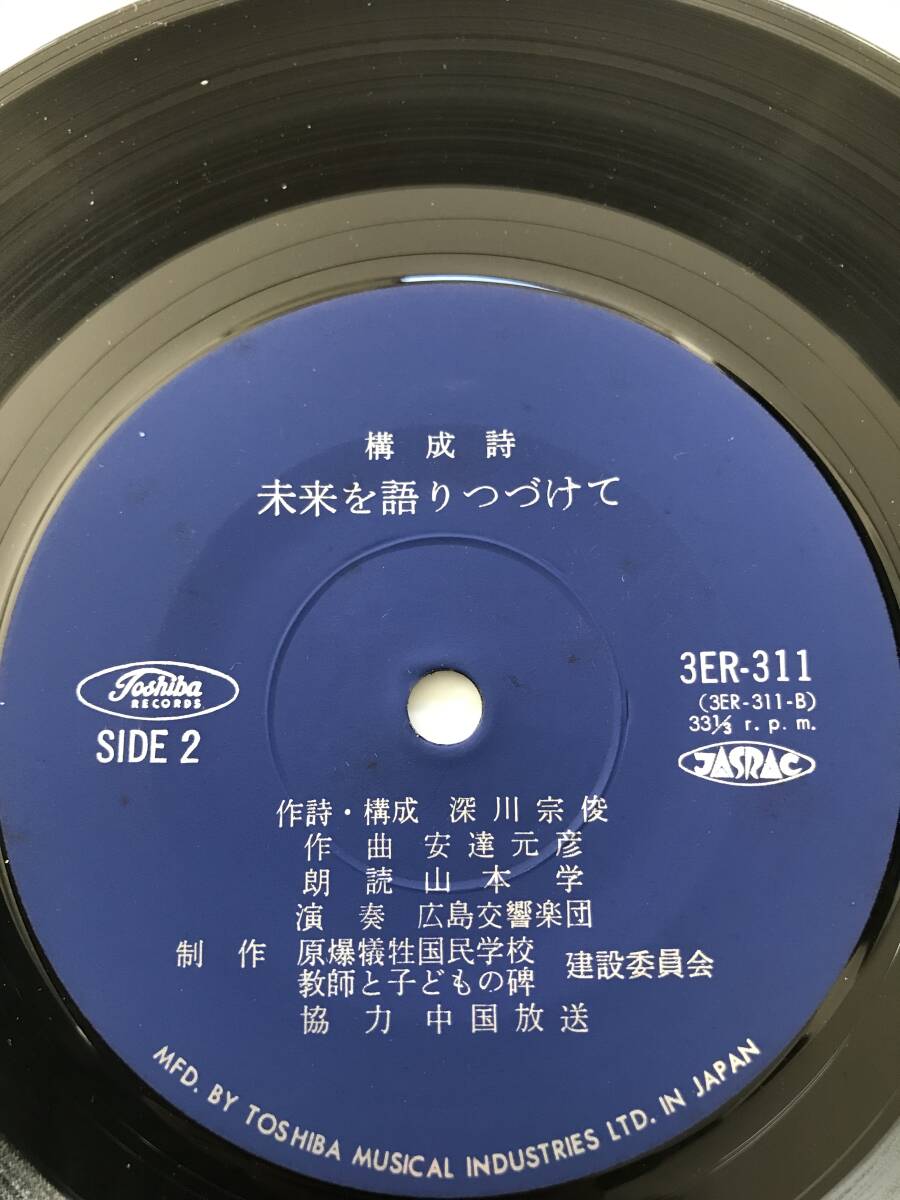 構成詩
未来を語りつづけて
Toshiba
RECORDS
SIDE 2
3ER-311
(3ER-311-B)
33⅓ r.p.m.
JASRAC
作詩・構成 深川宗俊
作曲 安達元彦
朗読 山本学
演奏 広島交響楽団
制作 原爆犠牲国民学校
教師と子どもの碑 建設委員会
協力 中国放送
MFD. BY TOSHIBA MUSICAL INDUSTRIES LTD. IN JAPAN